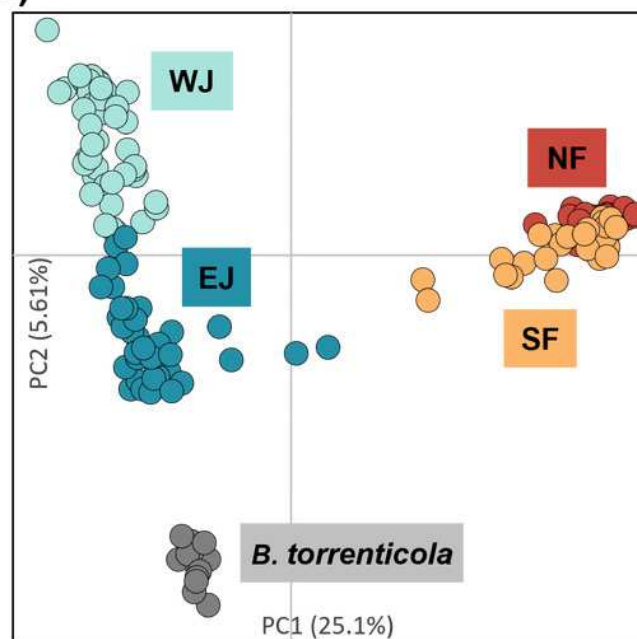 WJ
NF
EJ
SF
PC2 (5.61%)
B. torrenticola
PC1 (25.1%)